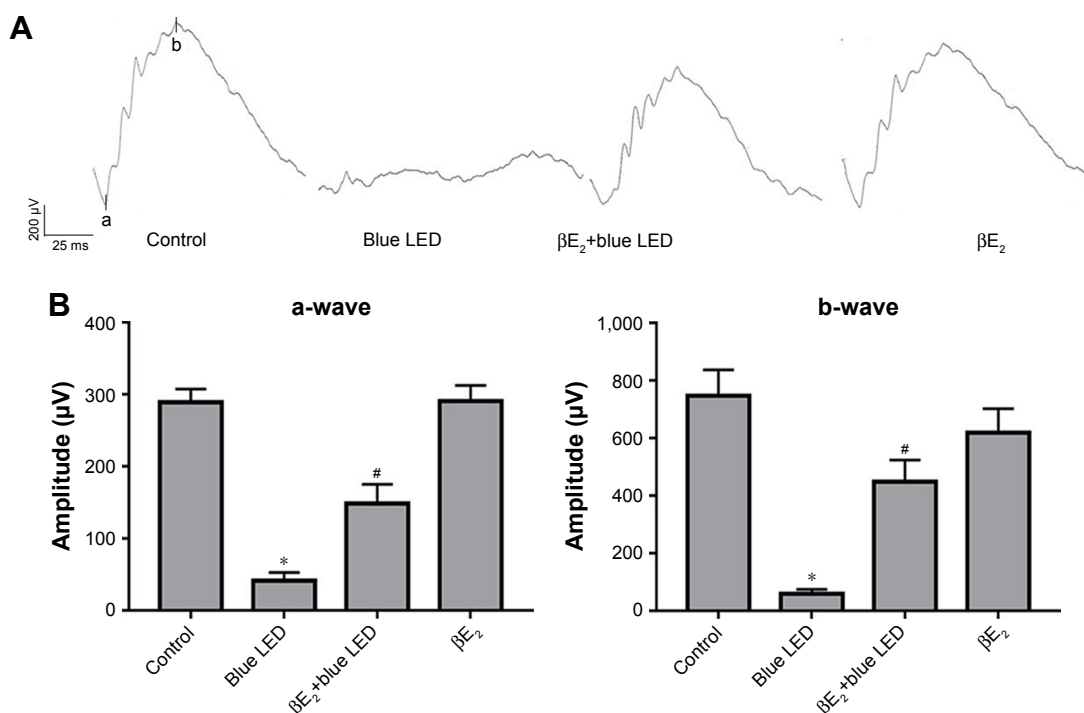 A
b
a
200 µV
25 ms
Control
Blue LED
βE₂+blue LED
βE₂
B
a-wave
Amplitude (µV)
400
300
200
100
0
*
#
Control
Blue LED
βE₂+blue LED
βE₂
b-wave
Amplitude (µV)
1,000
800
600
400
200
0
*
#
Control
Blue LED
βE₂+blue LED
βE₂